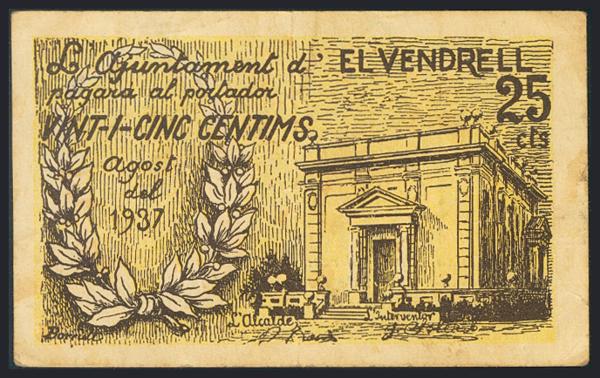 L'Ajuntament d'EL VENDRELL
pagarà al portador
VINT-I-CINC CENTIMS
25
cts
Agost
del
1937
L'Alcalde
L'Interventor